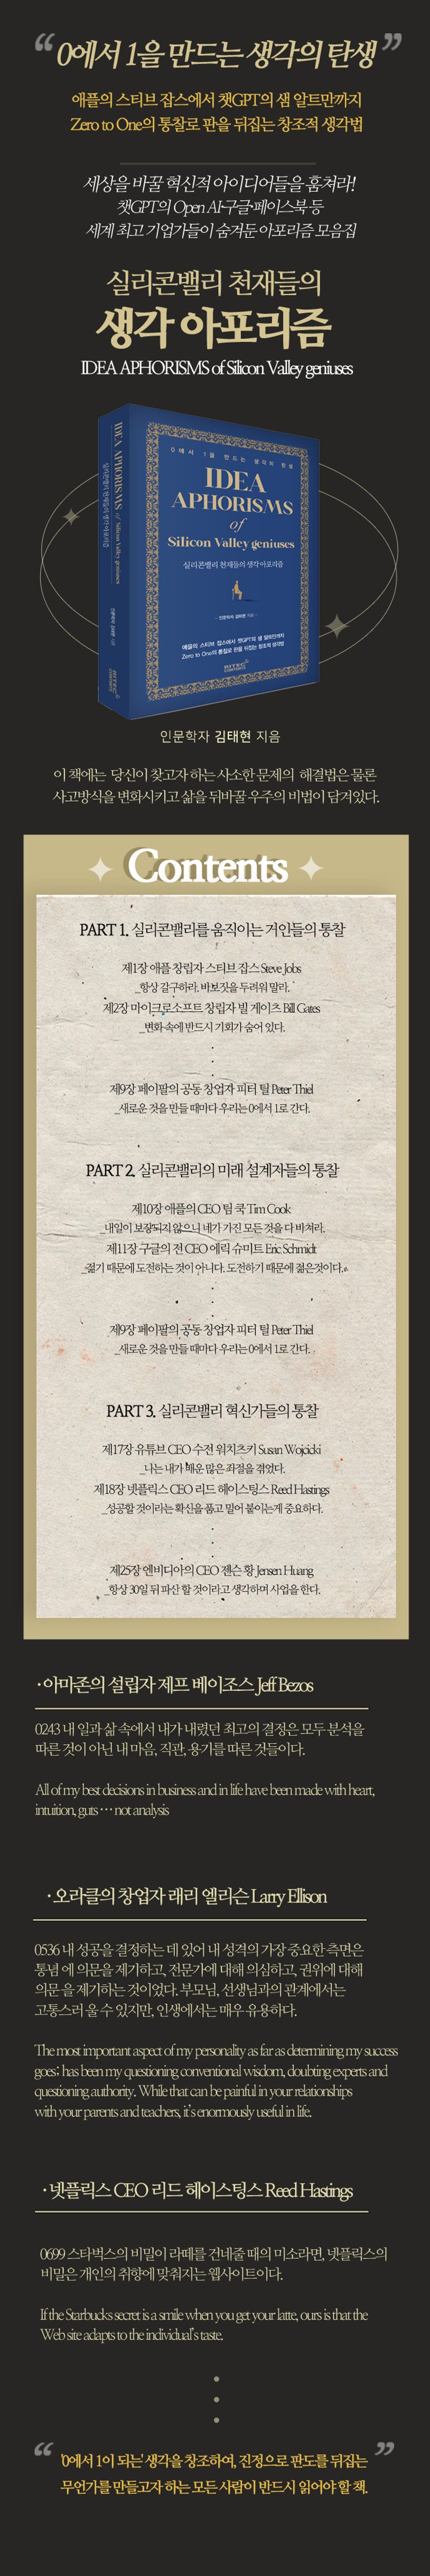 “ 0에서 1을 만드는 생각의 탄생 ”
애플의 스티브 잡스에서 챗GPT의 샘 알트만까지
Zero to One의 통찰로 판을 뒤집는 창조적 생각법
세상을 바꿀 혁신적 아이디어들을 훔쳐라!
챗GPT의 Open AI·구글·페이스북 등
세계 최고 기업가들이 숨겨둔 아포리즘 모음집
실리콘밸리 천재들의
생각 아포리즘
IDEA APHORISMS of Silicon Valley geniuses
IDEA APHORISMS of Silicon Valley geniuses
실리콘밸리 천재들의 생각 아포리즘
0에서 1을 만드는 생각의 탄생
IDEA
APHORISMS
of
Silicon Valley geniuses
실리콘밸리 천재들의 생각 아포리즘
인문학자 김태현 지음
애플의 스티브 잡스에서 챗GPT의 샘 알트만까지
Zero to One의 통찰로 판을 뒤집는 창조적 생각법
인문학자 김태현 지음
이 책에는 당신이 찾고자 하는 사소한 문제의 해결법은 물론
사고방식을 변화시키고 삶을 뒤바꿀 우주의 비법이 담겨있다.
Contents
PART 1. 실리콘밸리를 움직이는 거인들의 통찰
제1장 애플 창립자 스티브 잡스 Steve Jobs
_항상 갈구하라. 바보짓을 두려워 말라.
제2장 마이크로소프트 창립자 빌 게이츠 Bill Gates
_변화 속에 반드시 기회가 숨어 있다.
제9장 페이팔의 공동 창업자 피터 틸 Peter Thiel
_새로운 것을 만들 때마다 우리는 0에서 1로 간다.
PART 2. 실리콘밸리의 미래 설계자들의 통찰
제10장 애플의 CEO 팀 쿡 Tim Cook
_내일이 보장되지 않으니 네가 가진 모든 것을 다 바쳐라.
제11장 구글의 전 CEO 에릭 슈미트 Eric Schmidt
_젊기 때문에 도전하는 것이 아니다. 도전하기 때문에 젊은것이다.
제9장 페이팔의 공동 창업자 피터 틸 Peter Thiel
_새로운 것을 만들 때마다 우리는 0에서 1로 간다.
PART 3. 실리콘밸리 혁신가들의 통찰
제17장 유튜브 CEO 수전 워치츠키 Susan Wojcicki
_나는 내가 배운 많은 좌절을 겪었다.
제18장 넷플릭스 CEO 리드 헤이스팅스 Reed Hastings
_성공할 것이라는 확신을 품고 밀어 붙이는게 중요하다.
제25장 엔비디아의 CEO 젠슨 황 Jensen Huang
_항상 30일 뒤 파산 할 것이라고 생각하며 사업을 한다.
·아마존의 설립자 제프 베이조스 Jeff Bezos
0243 내 일과 삶 속에서 내가 내렸던 최고의 결정은 모두 분석을
따른 것이 아닌 내 마음, 직관, 용기를 따른 것들이다.
All of my best decisions in business and in life have been made with heart,
intuition, guts ··· not analysis
·오라클의 창업자 래리 엘리슨 Larry Ellison
0536 내 성공을 결정하는 데 있어 내 성격의 가장 중요한 측면은
통념 에 의문을 제기하고, 전문가에 대해 의심하고, 권위에 대해
의문 을 제기하는 것이었다. 부모님, 선생님과의 관계에서는
고통스러 울 수 있지만, 인생에서는 매우 유용하다.
The most important aspect of my personality as far as determining my success
goes; has been my questioning conventional wisdom, doubting experts and
questioning authority. While that can be painful in your relationships
with your parents and teachers, it's enormously useful in life.
·넷플릭스 CEO 리드 헤이스팅스 Reed Hastings
0699 스타벅스의 비밀이 라떼를 건네줄 때의 미소라면, 넷플릭스의
비밀은 개인의 취향에 맞춰지는 웹사이트이다.
If the Starbucks secret is a smile when you get your latte, ours is that the
Web site adapts to the individual's taste.
“ '0에서 1이 되는' 생각을 창조하여, 진정으로 판도를 뒤집는 ”
무언가를 만들고자 하는 모든 사람이 반드시 읽어야 할 책.